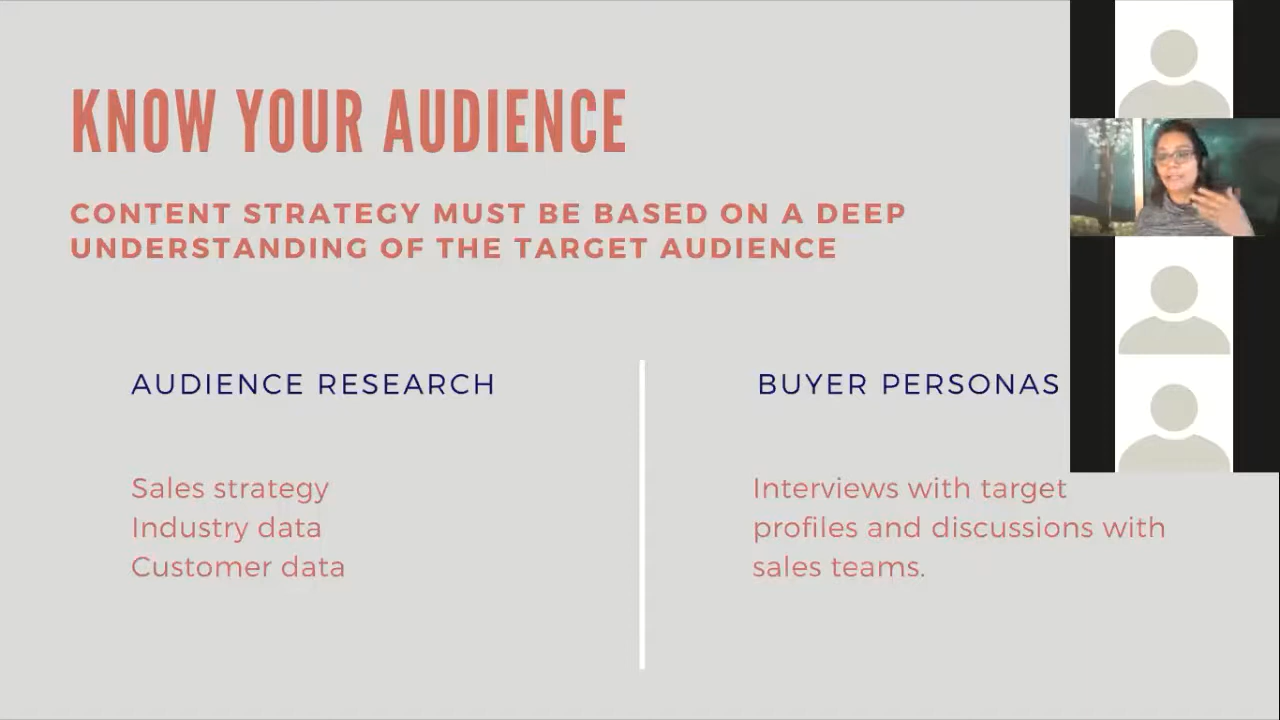 KNOW YOUR AUDIENCE
CONTENT STRATEGY MUST BE BASED ON A DEEP
UNDERSTANDING OF THE TARGET AUDIENCE
AUDIENCE RESEARCH
Sales strategy
Industry data
Customer data
BUYER PERSONAS
Interviews with target
profiles and discussions with
sales teams.